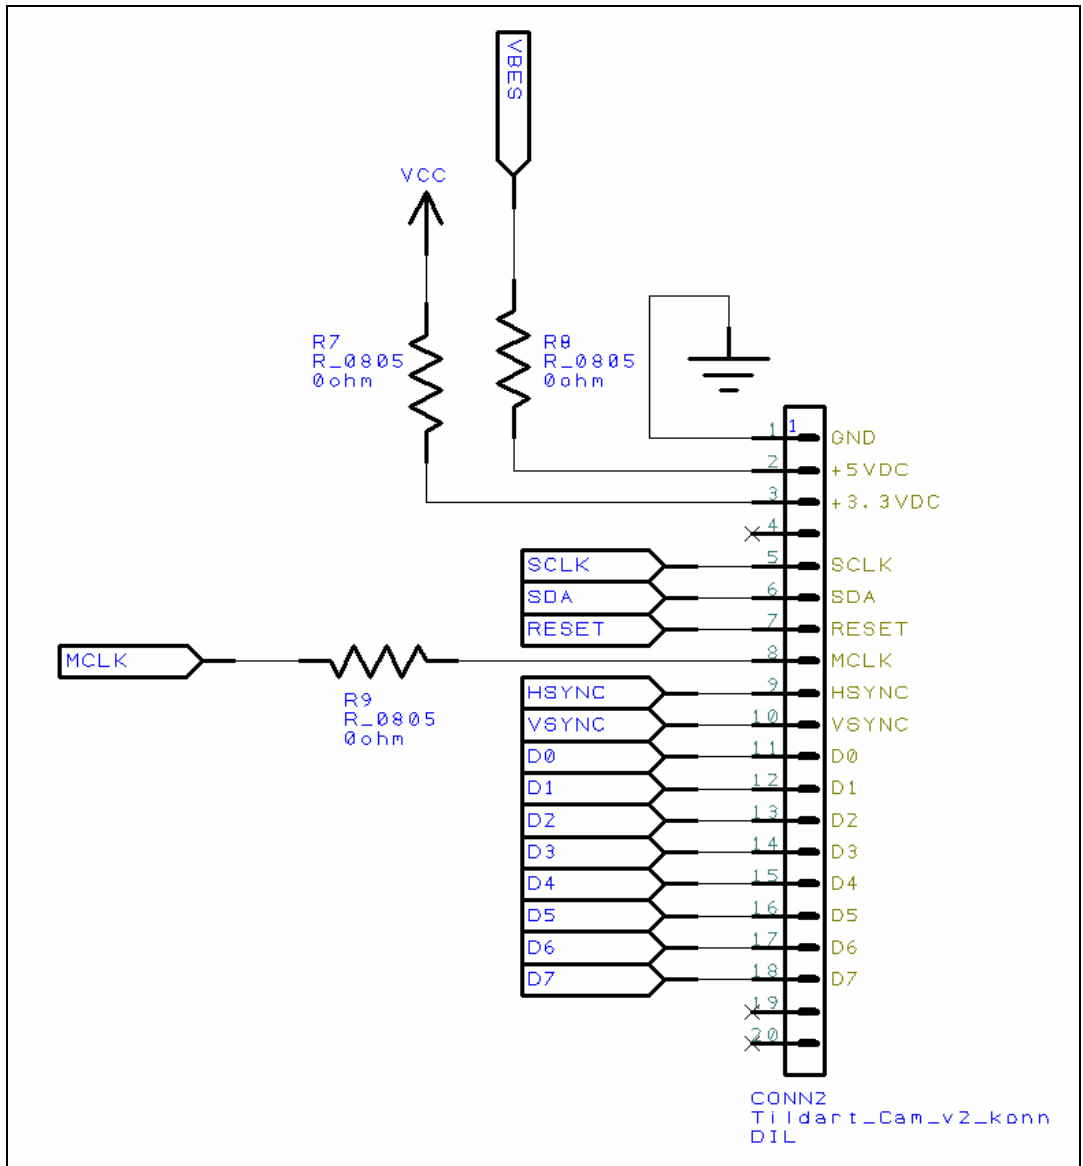 VBES
VCC
R7
R_0805
0ohm
R8
R_0805
0ohm
1 1 GND
2 +5VDC
3 +3.3VDC
4
SCLK 5 SCLK
SDA 6 SDA
RESET 7 RESET
MCLK 8 MCLK
R9
R_0805
0ohm
HSYNC 9 HSYNC
VSYNC 10 VSYNC
D0 11 D0
D1 12 D1
D2 13 D2
D3 14 D3
D4 15 D4
D5 16 D5
D6 17 D6
D7 18 D7
19
20
CONN2
Tildart_Cam_v2_konn
DIL